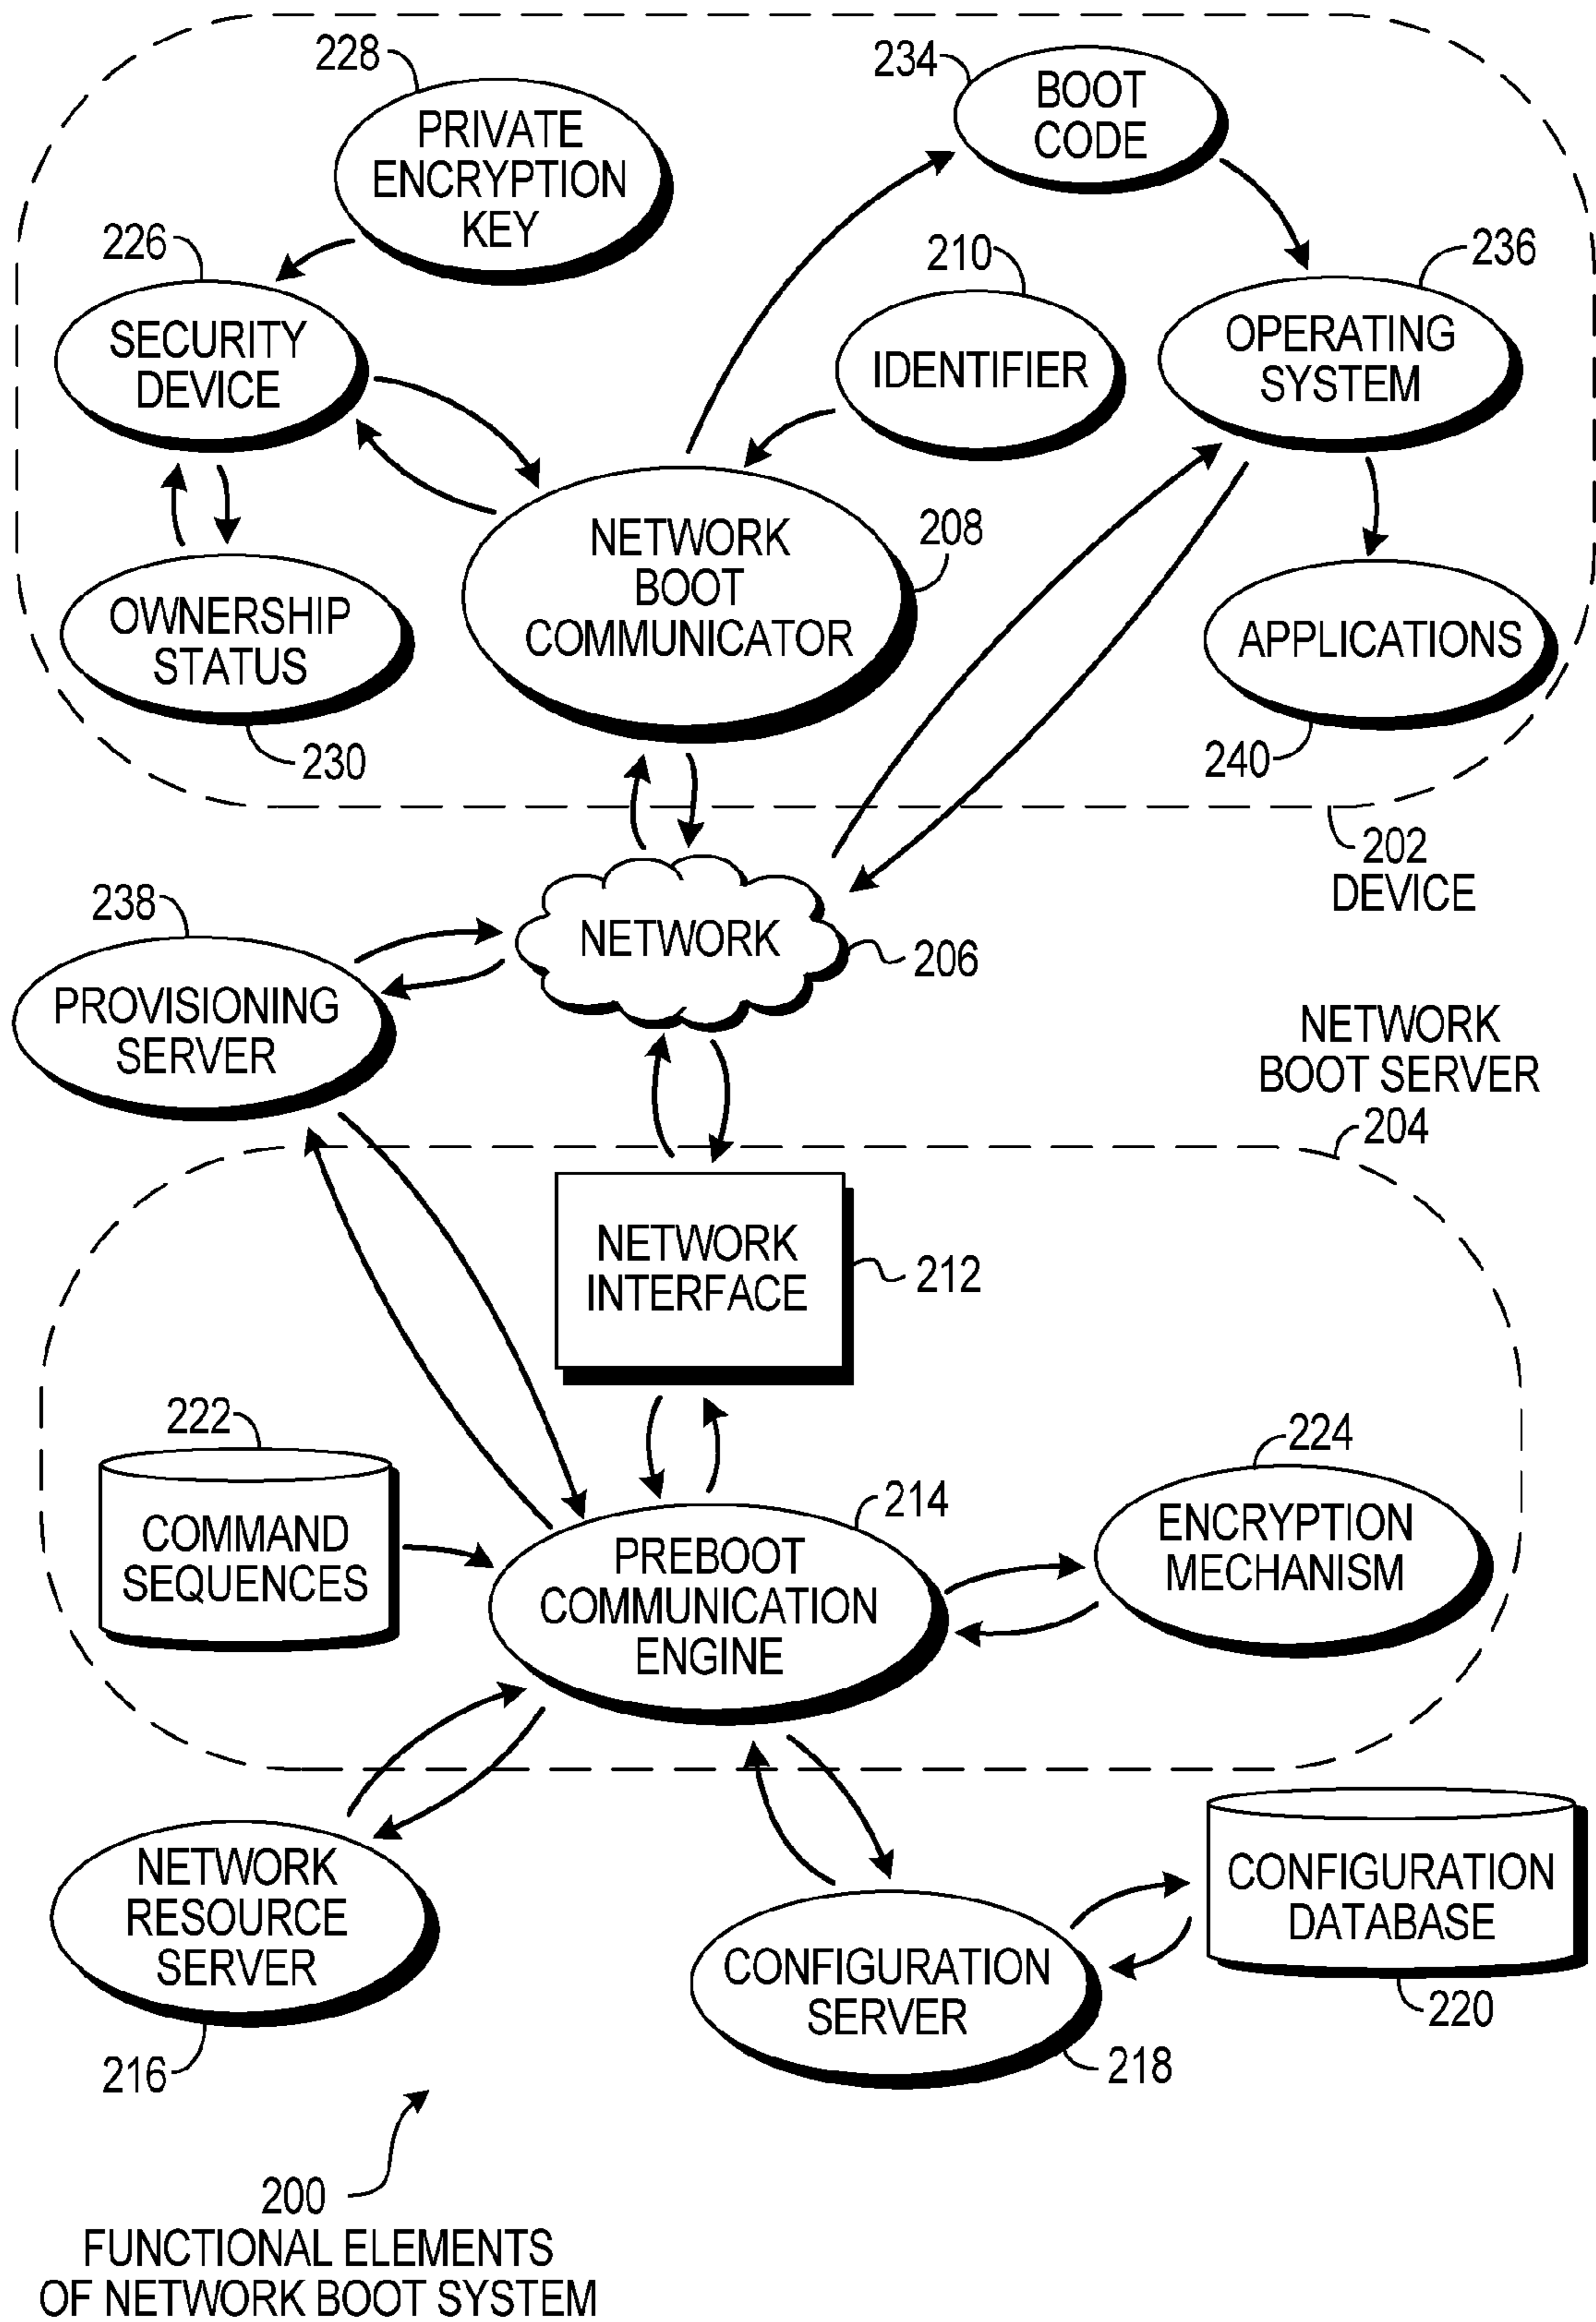 228
PRIVATE
ENCRYPTION
KEY
234
BOOT
CODE
226
SECURITY
DEVICE
210
IDENTIFIER
236
OPERATING
SYSTEM
OWNERSHIP
STATUS
230
NETWORK
BOOT
COMMUNICATOR
208
APPLICATIONS
240
202
DEVICE
238
PROVISIONING
SERVER
NETWORK
206
NETWORK
BOOT SERVER
204
NETWORK
INTERFACE
212
222
COMMAND
SEQUENCES
214
PREBOOT
COMMUNICATION
ENGINE
224
ENCRYPTION
MECHANISM
NETWORK
RESOURCE
SERVER
216
CONFIGURATION
SERVER
218
CONFIGURATION
DATABASE
220
200
FUNCTIONAL ELEMENTS
OF NETWORK BOOT SYSTEM